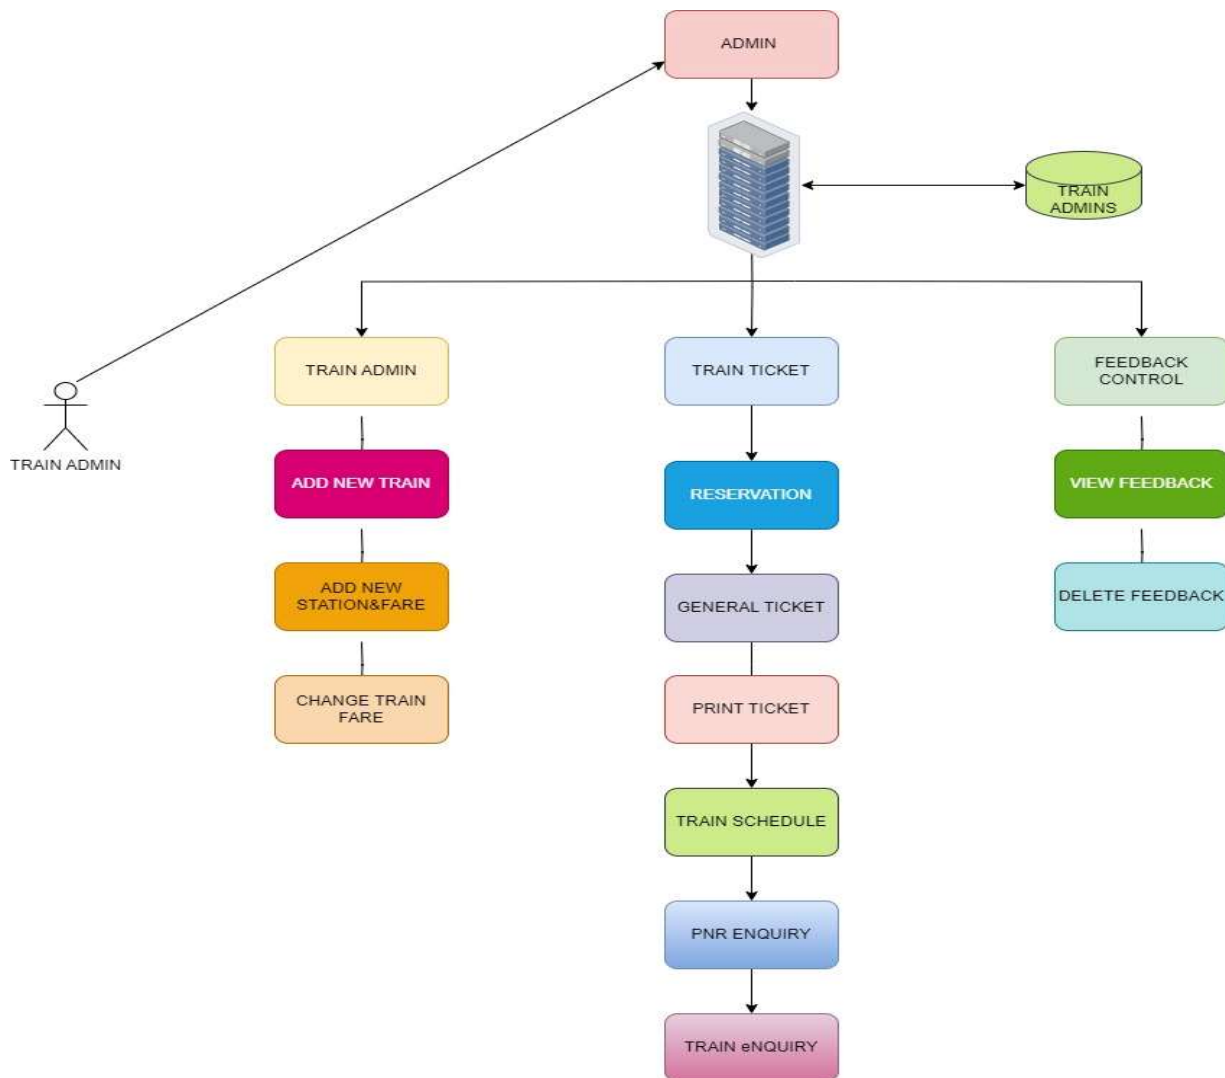 ADMIN
TRAIN
ADMINS
TRAIN ADMIN
TRAIN TICKET
FEEDBACK
CONTROL
TRAIN ADMIN
ADD NEW TRAIN
RESERVATION
VIEW FEEDBACK
ADD NEW
STATION&FARE
GENERAL TICKET
DELETE FEEDBACK
CHANGE TRAIN
FARE
PRINT TICKET
TRAIN SCHEDULE
PNR ENQUIRY
TRAIN eNQUIRY